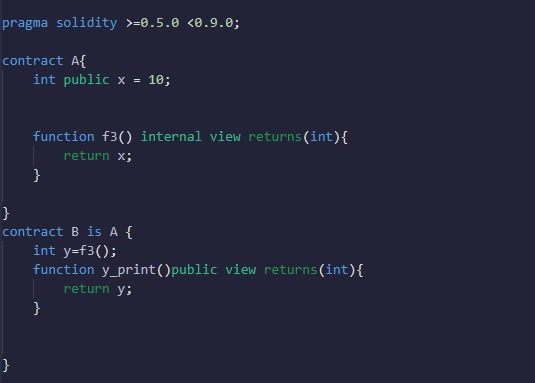 pragma solidity >=0.5.0 <0.9.0;
contract A{
int public x = 10;
function f3() internal view returns(int){
return x;
}
}
contract B is A {
int y=f3();
function y_print()public view returns(int){
return y;
}
}